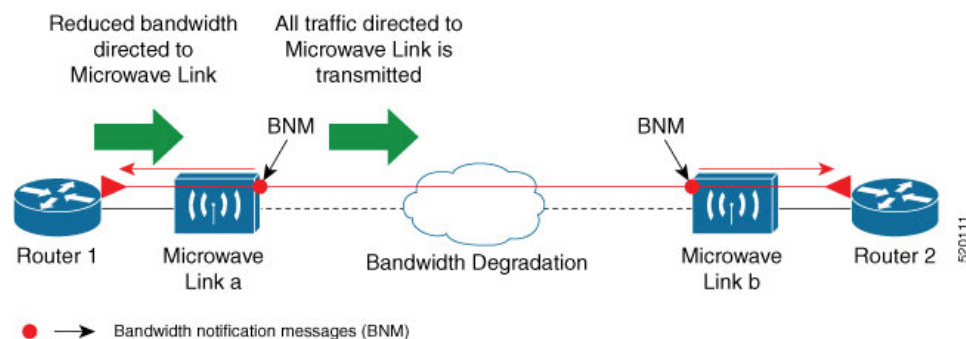 Reduced bandwidth
directed to
Microwave Link
All traffic directed to
Microwave Link is
transmitted
BNM
BNM
Router 1
Microwave
Link a
Bandwidth Degradation
Microwave
Link b
Router 2
520111
Bandwidth notification messages (BNM)